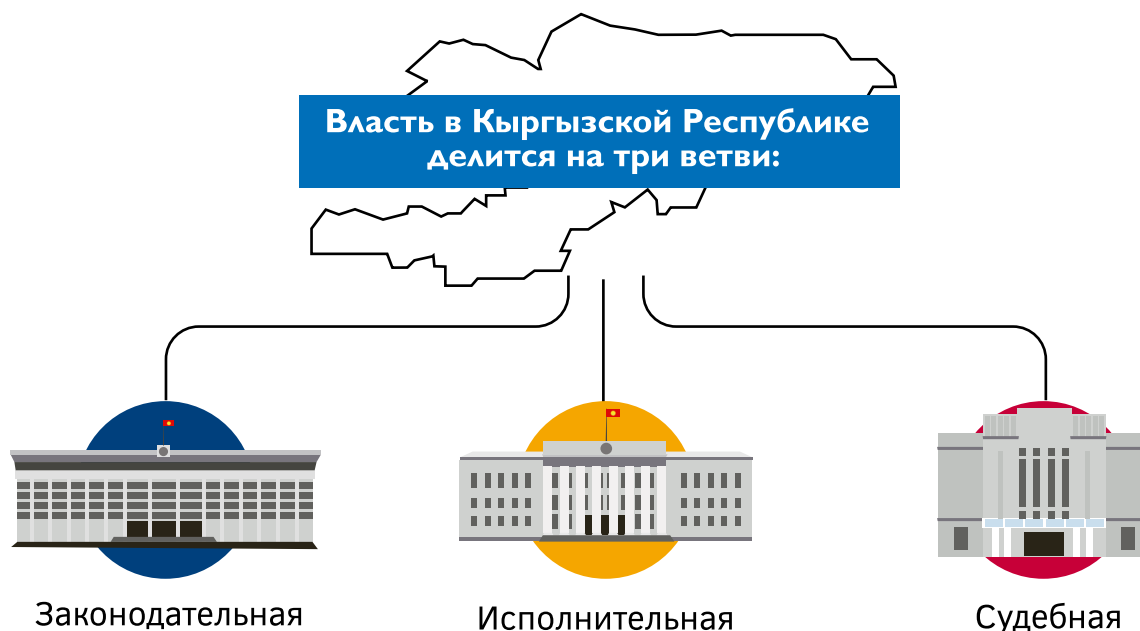 Власть в Кыргызской Республике
делится на три ветви:
Законодательная
Исполнительная
Судебная